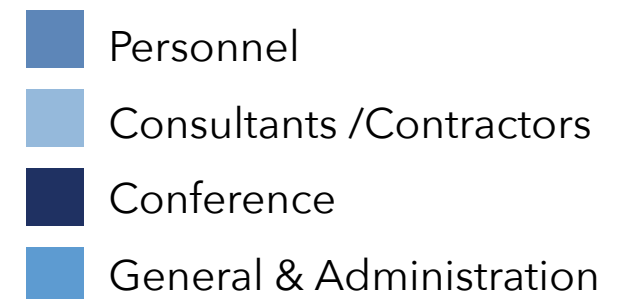 Personnel
Consultants /Contractors
Conference
General & Administration